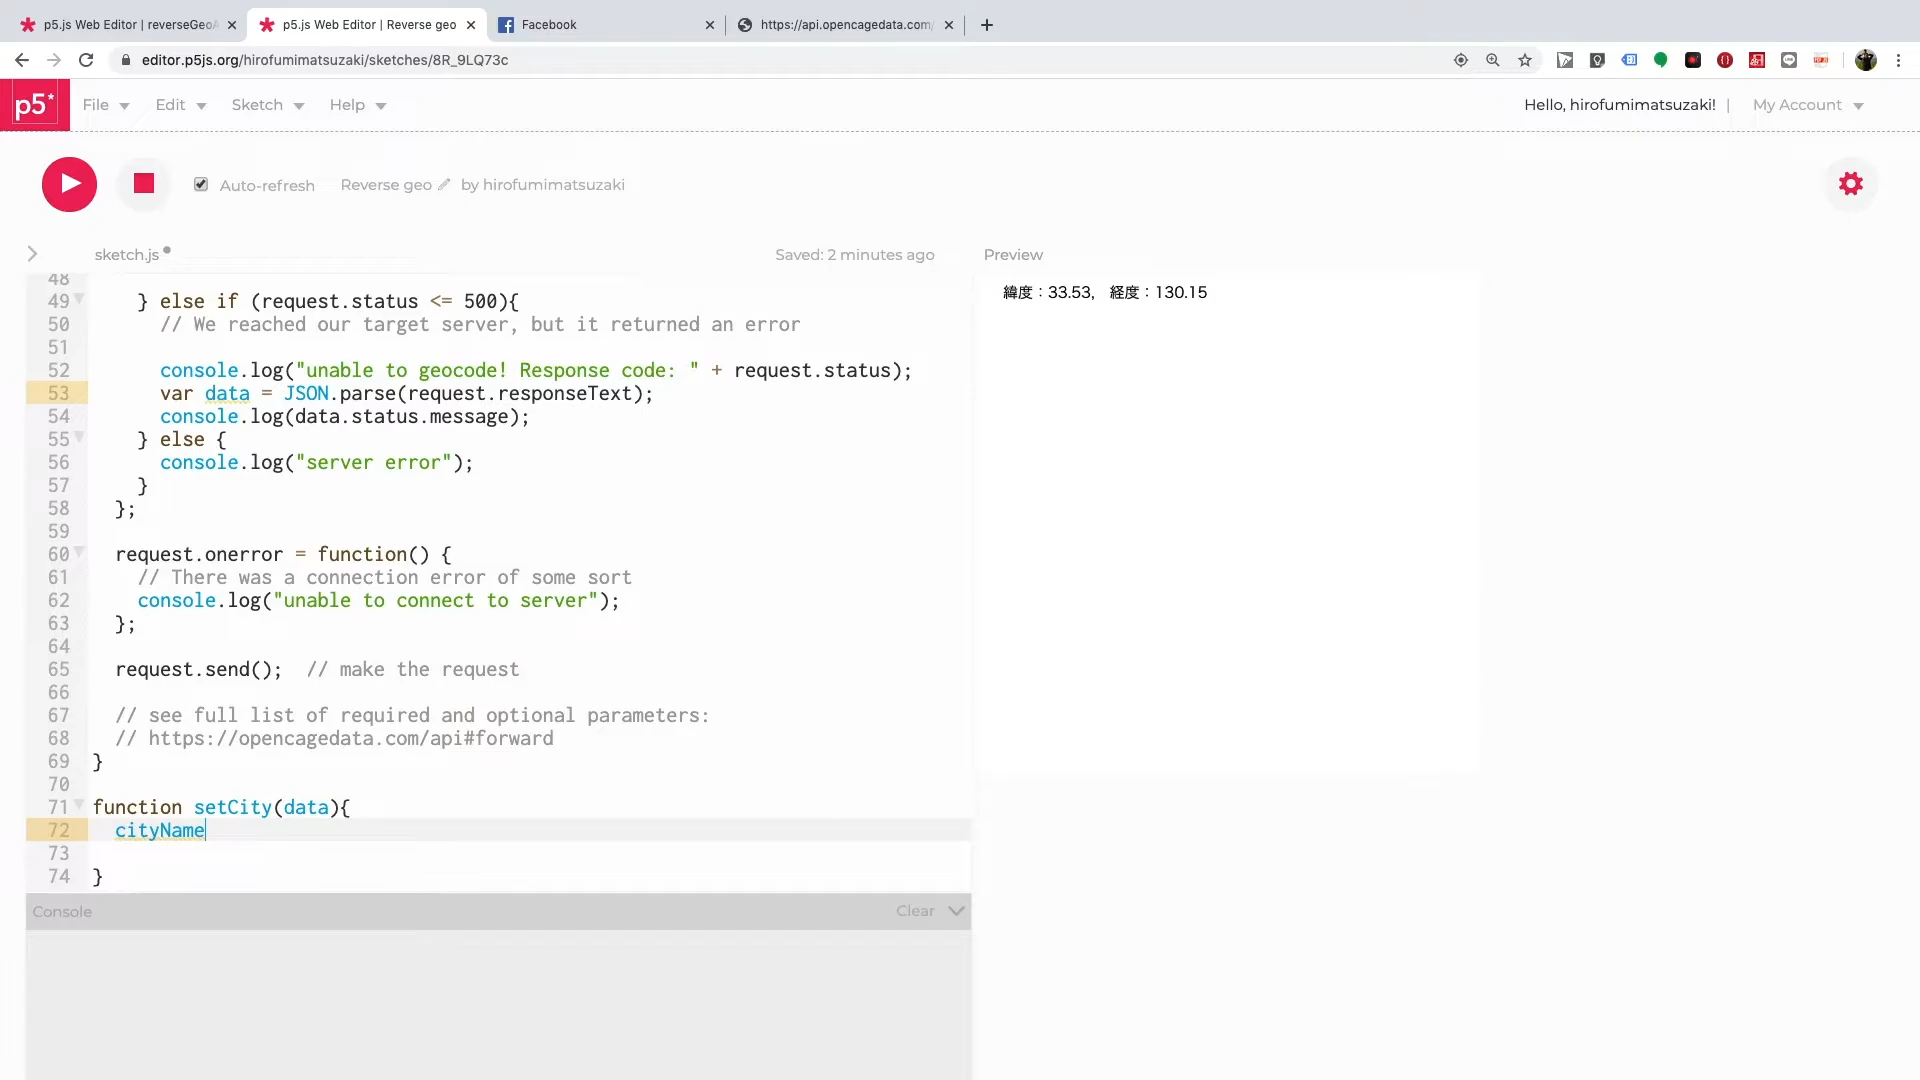 p5.js Web Editor | reverseGeoA
p5.js Web Editor | Reverse geo
Facebook
https://api.opencagedata.com/
editor.p5js.org/hirofumimatsuzaki/sketches/8R_9LQ73c
p5*
File
Edit
Sketch
Help
Hello, hirofumimatsuzaki! |
My Account
Auto-refresh
Reverse geo
by hirofumimatsuzaki
sketch.js
Saved: 2 minutes ago
Preview
緯度：33.53, 経度：130.15
48
49 } else if (request.status <= 500){
50 // We reached our target server, but it returned an error
51
52 console.log("unable to geocode! Response code: " + request.status);
53 var data = JSON.parse(request.responseText);
54 console.log(data.status.message);
55 } else {
56 console.log("server error");
57 }
58 };
59
60 request.onerror = function() {
61 // There was a connection error of some sort
62 console.log("unable to connect to server");
63 };
64
65 request.send(); // make the request
66
67 // see full list of required and optional parameters:
68 // https://opencagedata.com/api#forward
69 }
70
71 function setCity(data){
72 cityName
73
74 }
Console
Clear